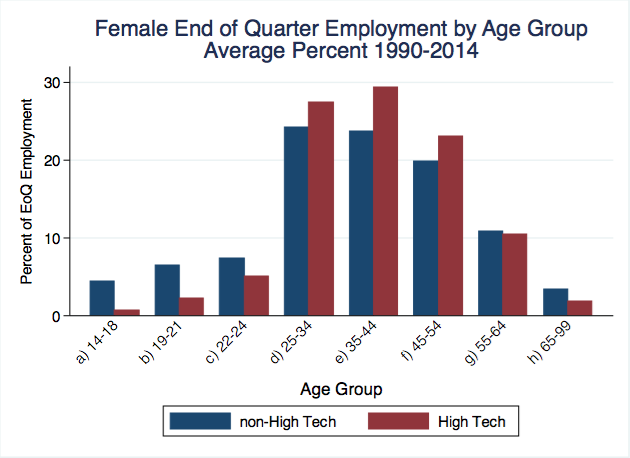 Female End of Quarter Employment by Age Group
Average Percent 1990-2014
Percent of EoQ Employment
30
20
10
0
a) 14-18
b) 19-21
c) 22-24
d) 25-34
e) 35-44
f) 45-54
g) 55-64
h) 65-99
Age Group
non-High Tech
High Tech